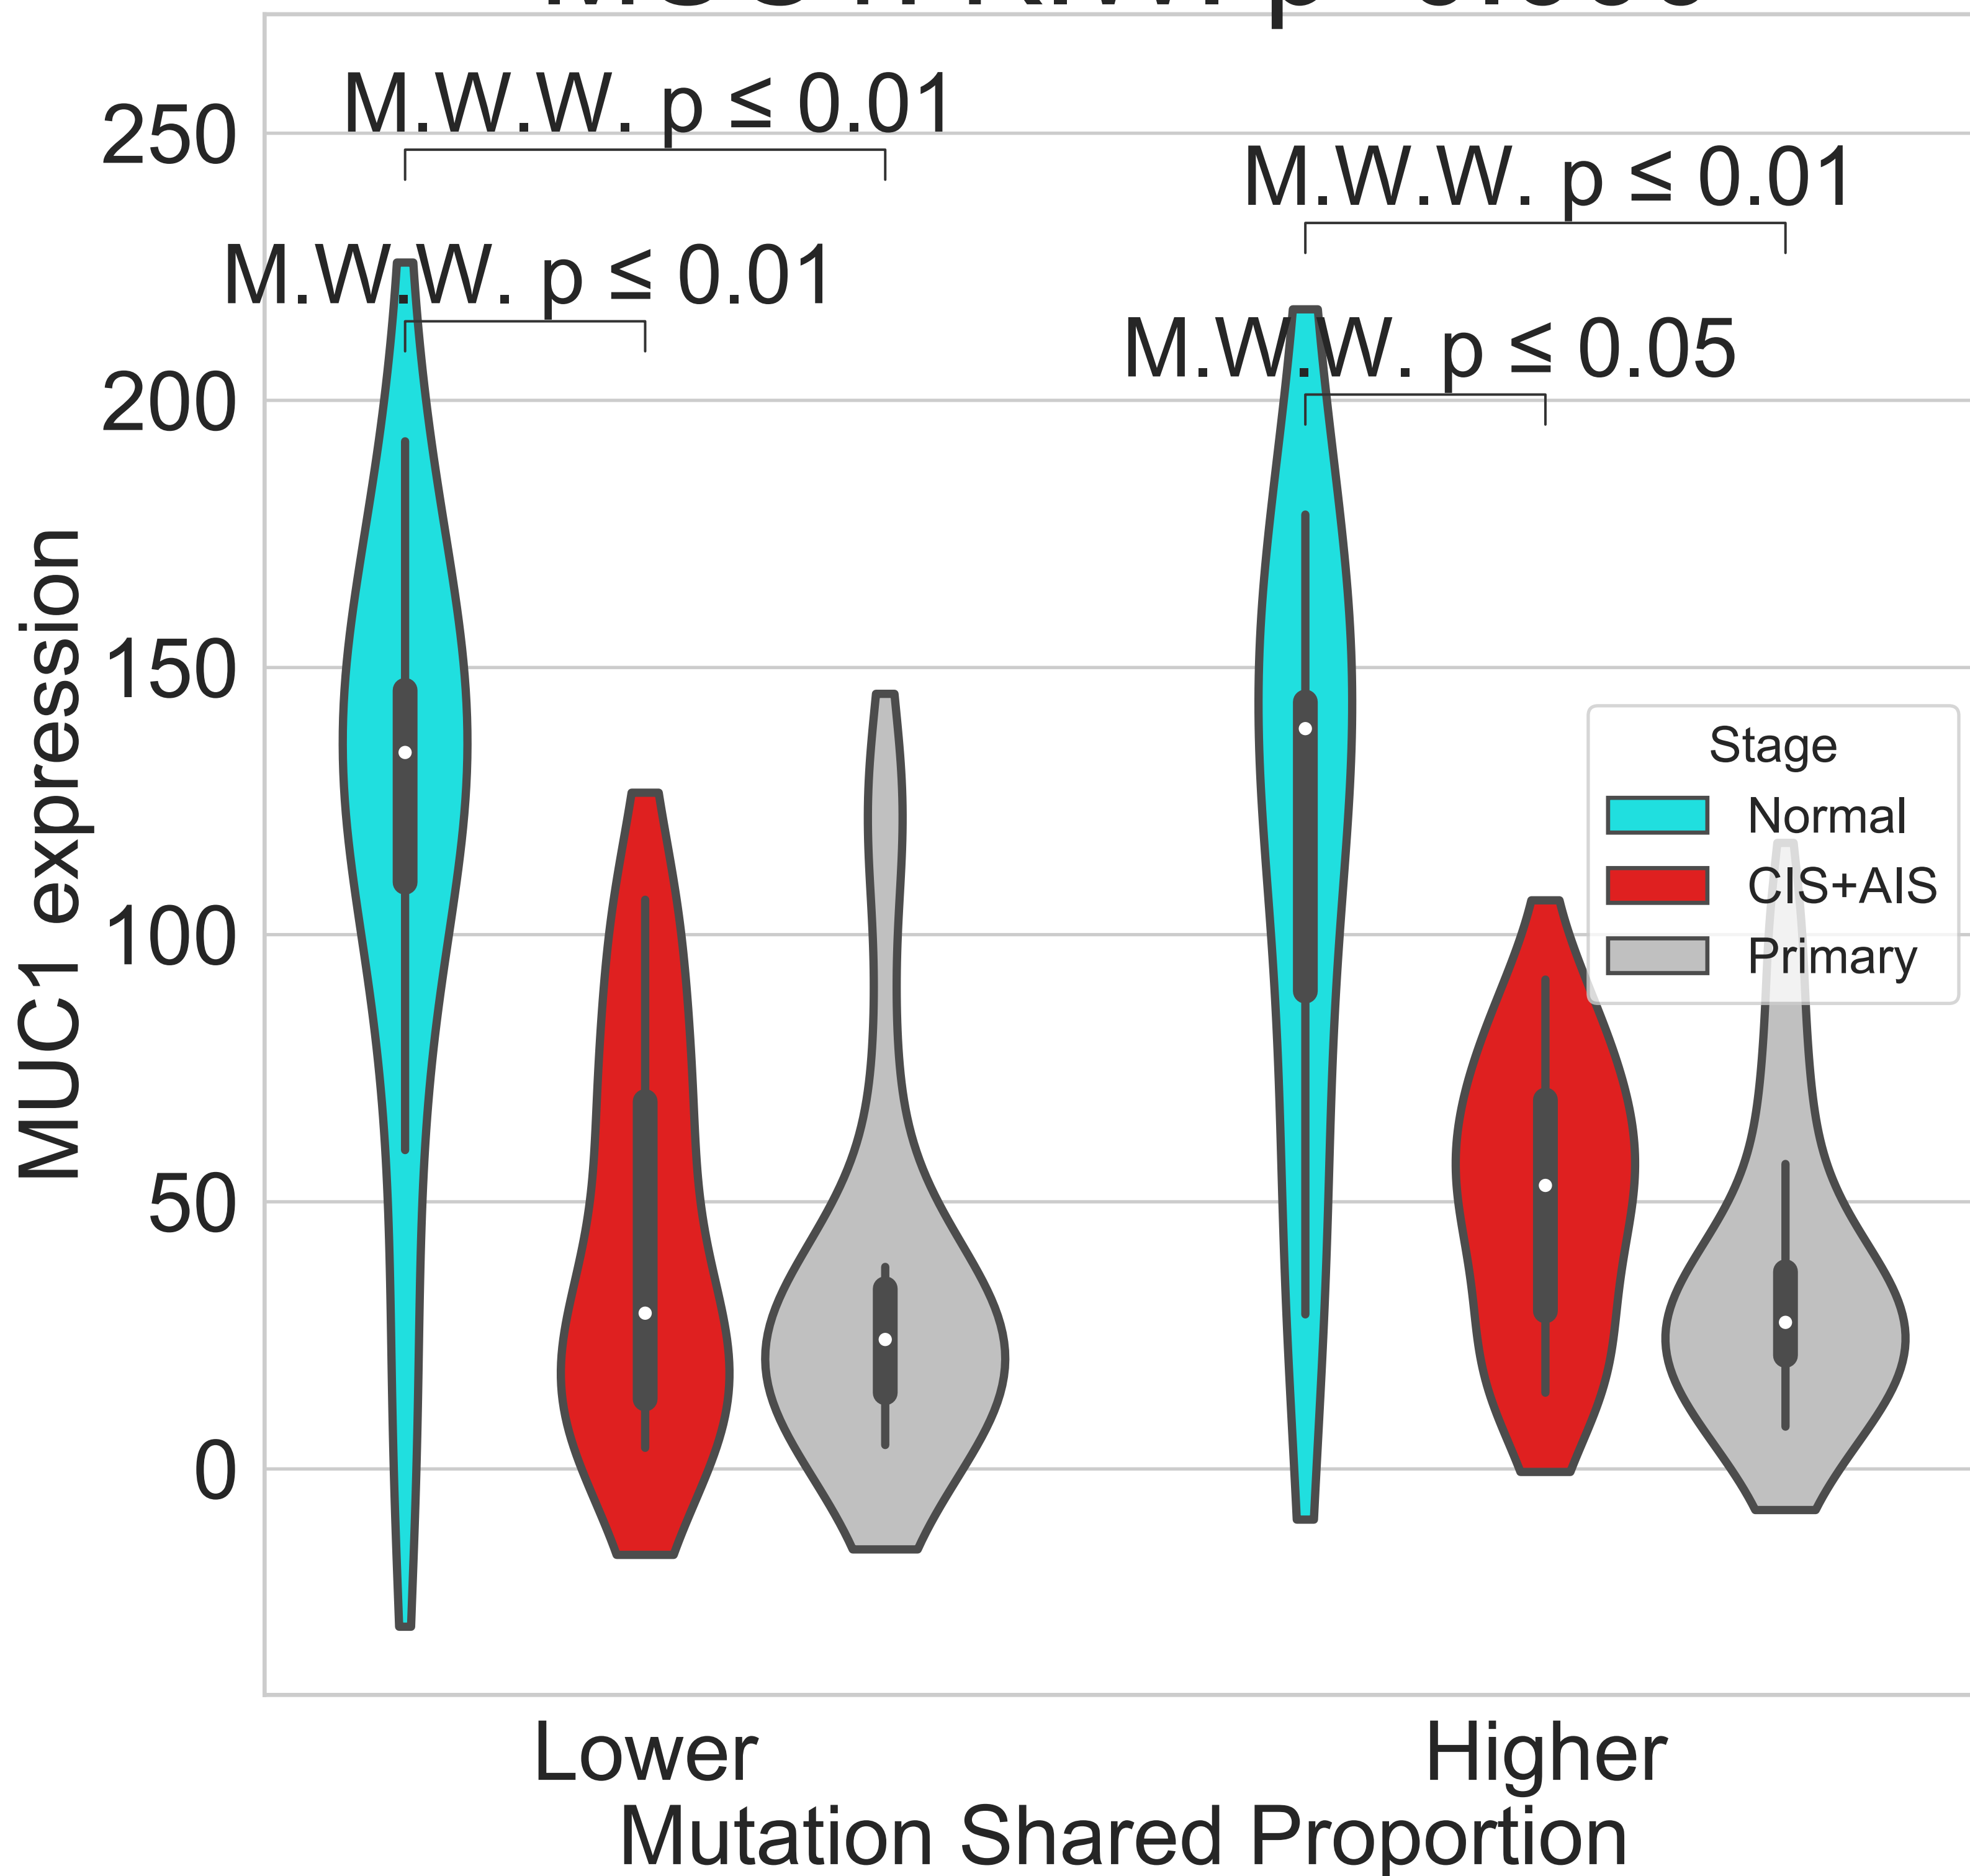 M.W.W. p ≤ 0.01
M.W.W. p ≤ 0.01
M.W.W. p ≤ 0.01
M.W.W. p ≤ 0.05
250
200
150
100
50
0
MUC1 expression
Stage
Normal
CIS+AIS
Primary
Lower
Higher
Mutation Shared Proportion